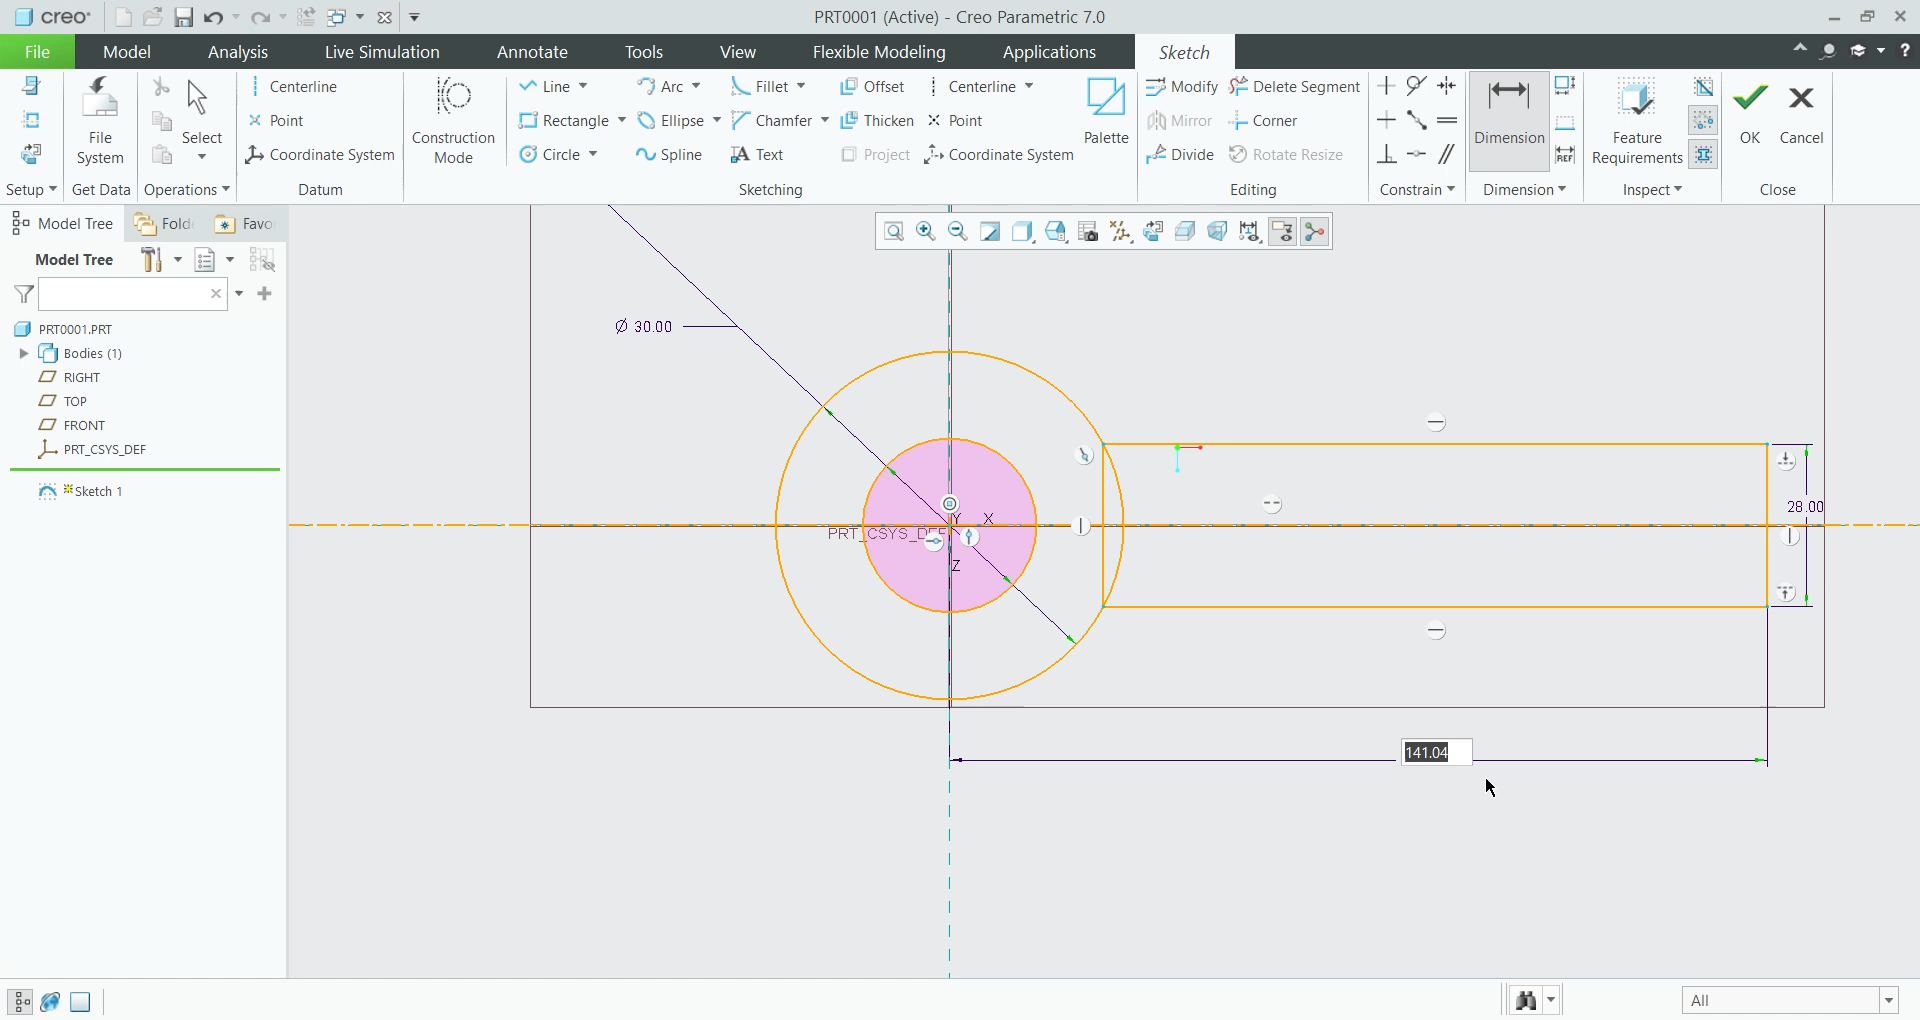 creo
PRT0001 (Active) - Creo Parametric 7.0
File Model Analysis Live Simulation Annotate Tools View Flexible Modeling Applications Sketch
Centerline
Point
Coordinate System
File System
Select
Construction Mode
Line Arc Fillet Offset Centerline
Rectangle Ellipse Chamfer Thicken Point
Circle Spline Text Project Coordinate System
Palette
Modify Delete Segment
Mirror Corner
Divide Rotate Resize
Dimension
REF
Feature Requirements
OK
Cancel
Setup Get Data Operations Datum Sketching Editing Constrain Dimension Inspect Close
Model Tree Fold Favo
Model Tree
PRT0001.PRT
Bodies (1)
RIGHT
TOP
FRONT
PRT_CSYS_DEF
Sketch 1
Ø 30.00
28.00
Y X
PRT_CSYS_DEF
Z
141.04
All